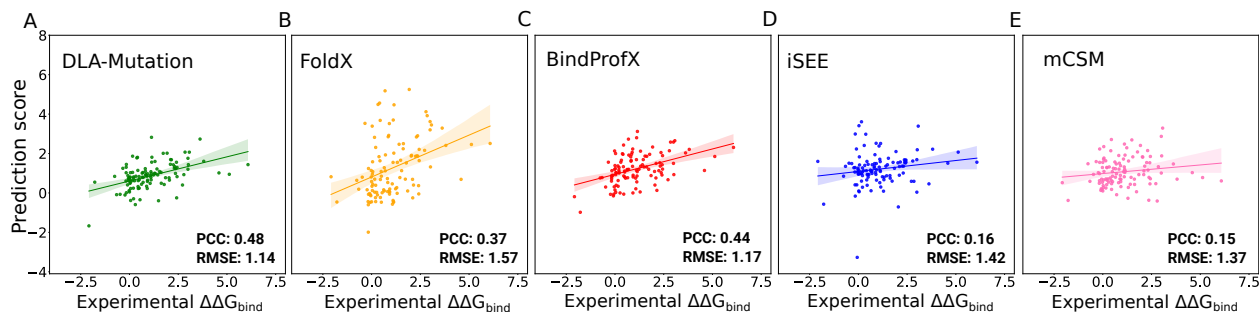 A B C D E
DLA-Mutation FoldX BindProfX iSEE mCSM
Prediction score
8
6
4
2
0
−2
−4
PCC: 0.48 PCC: 0.37 PCC: 0.44 PCC: 0.16 PCC: 0.15
RMSE: 1.14 RMSE: 1.57 RMSE: 1.17 RMSE: 1.42 RMSE: 1.37
−2.5 0.0 2.5 5.0 7.5 −2.5 0.0 2.5 5.0 7.5 −2.5 0.0 2.5 5.0 7.5 −2.5 0.0 2.5 5.0 7.5 −2.5 0.0 2.5 5.0 7.5
Experimental ΔΔGbind Experimental ΔΔGbind Experimental ΔΔGbind Experimental ΔΔGbind Experimental ΔΔGbind